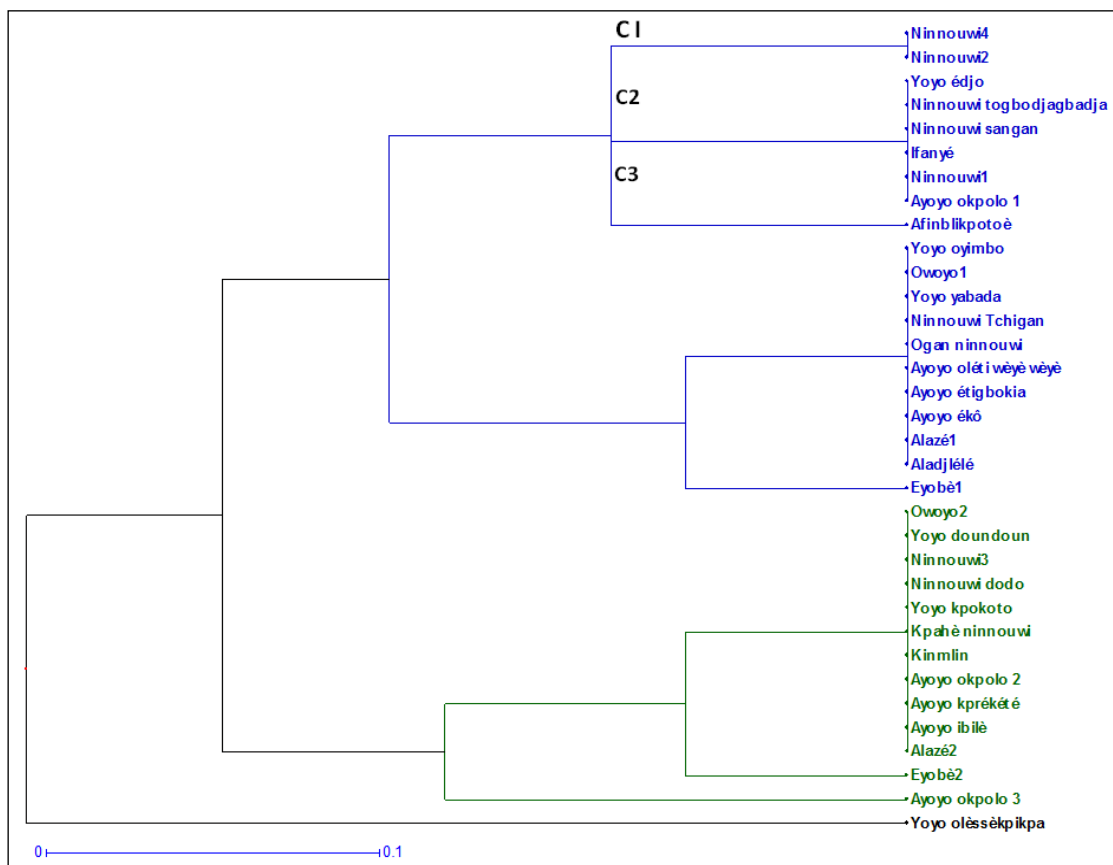 C I
Ninnouwi4
Ninnouwi2
C2
Yoyo édjo
Ninnouwi togbodjagbadja
Ninnouwi sangan
Ifanyé
C3
Ninnouwi1
Ayoyo okpolo 1
Afinblikpotoè
Yoyo oyimbo
Owoyo1
Yoyo yabada
Ninnouwi Tchigan
Ogan ninnouwi
Ayoyo oléti wèyè wèyè
Ayoyo étigbokia
Ayoyo ékô
Alazé1
Aladjlélé
Eyobè1
Owoyo2
Yoyo doundoun
Ninnouwi3
Ninnouwi dodo
Yoyo kpokoto
Kpahè ninnouwi
Kinmlin
Ayoyo okpolo 2
Ayoyo kprékété
Ayoyo ibilè
Alazé2
Eyobè2
Ayoyo okpolo 3
Yoyo olèssèkpikpa
0 0.1